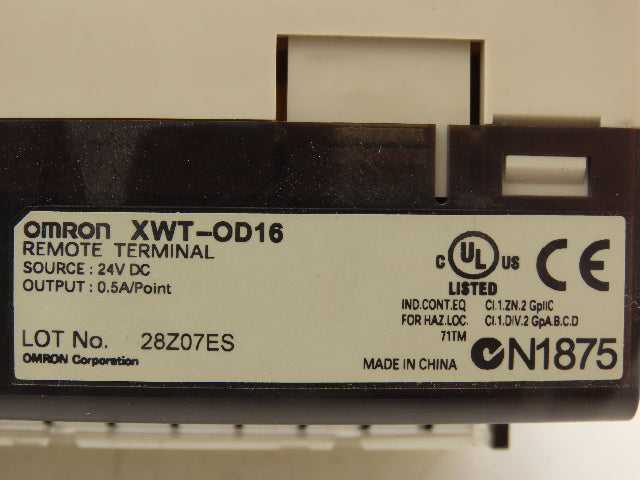 omron XWT-OD16
REMOTE TERMINAL
SOURCE : 24V DC
OUTPUT : 0.5A/Point
LOT No. 28Z07ES
OMRON Corporation
C UL US
LISTED
CE
IND.CONT.EQ CI.1.ZN.2 GpIIC
FOR HAZ.LOC. CI.1.DIV.2 GpA.B.C.D
71TM
MADE IN CHINA N1875